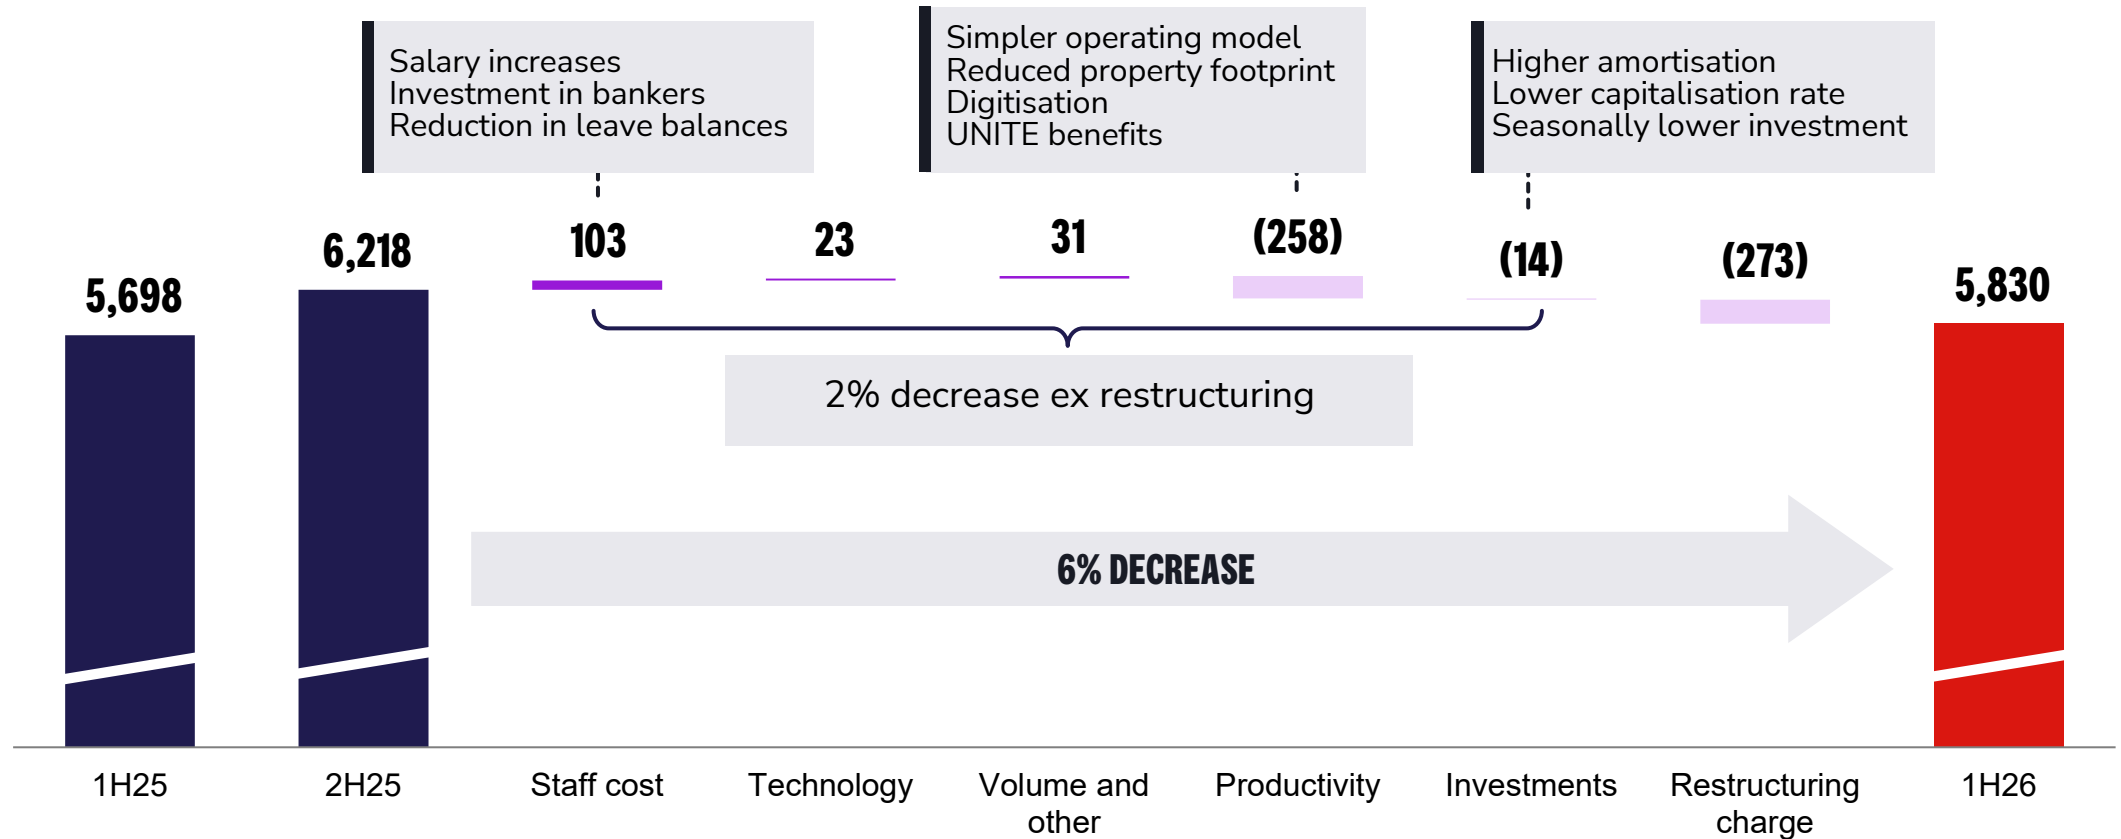 Salary increases
Investment in bankers
Reduction in leave balances
Simpler operating model
Reduced property footprint
Digitisation
UNITE benefits
Higher amortisation
Lower capitalisation rate
Seasonally lower investment
5,698
6,218
103
23
31
(258)
(14)
(273)
5,830
2% decrease ex restructuring
6% DECREASE
1H25
2H25
Staff cost
Technology
Volume and
other
Productivity
Investments
Restructuring
charge
1H26